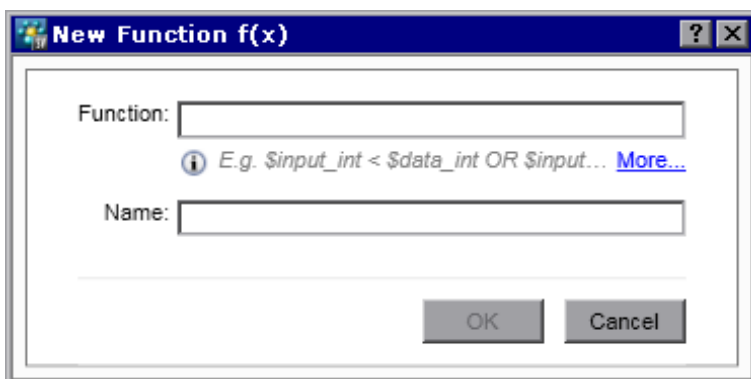 New Function f(x)
Function:
E.g. $input_int < $data_int OR $input... More...
Name:
OK Cancel